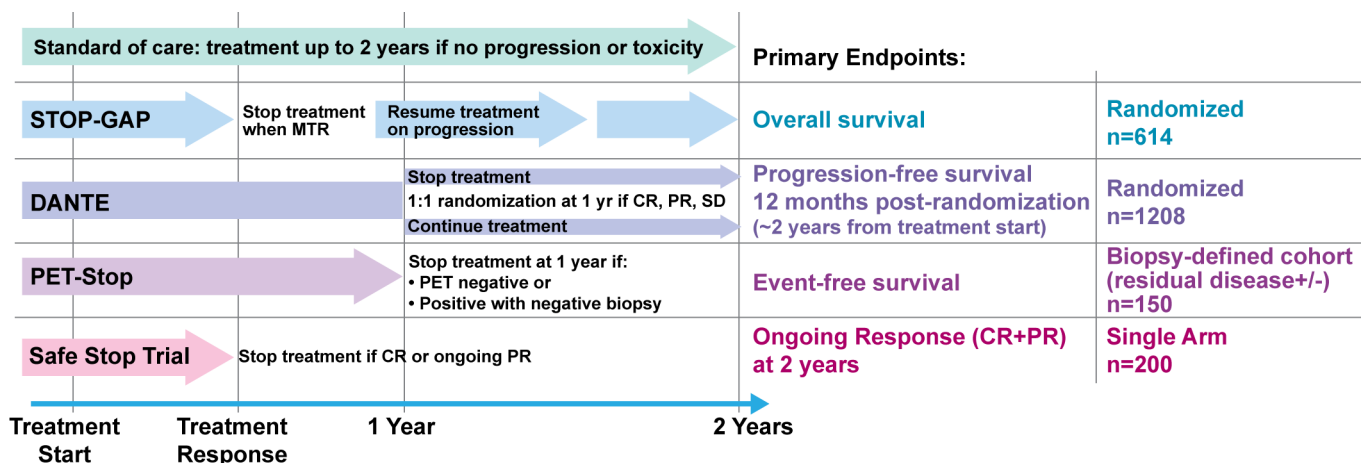 Standard of care: treatment up to 2 years if no progression or toxicity
Primary Endpoints:
STOP-GAP
Stop treatment
when MTR
Resume treatment
on progression
Overall survival
Randomized
n=614
DANTE
Stop treatment
1:1 randomization at 1 yr if CR, PR, SD
Continue treatment
Progression-free survival
12 months post-randomization
(~2 years from treatment start)
Randomized
n=1208
PET-Stop
Stop treatment at 1 year if:
• PET negative or
• Positive with negative biopsy
Event-free survival
Biopsy-defined cohort
(residual disease+/-)
n=150
Safe Stop Trial
Stop treatment if CR or ongoing PR
Ongoing Response (CR+PR)
at 2 years
Single Arm
n=200
Treatment
Start
Treatment
Response
1 Year
2 Years